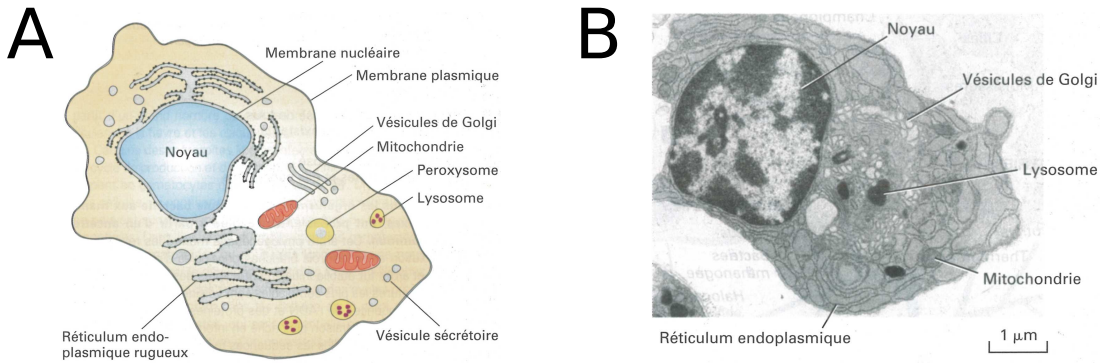 A
Membrane nucléaire
Membrane plasmique
Vésicules de Golgi
Mitochondrie
Peroxysome
Lysosome
Noyau
Réticulum endo-
plasmique rugueux
Vésicule sécrétoire
B
Noyau
Vésicules de Golgi
Lysosome
Mitochondrie
Réticulum endoplasmique
1 μm